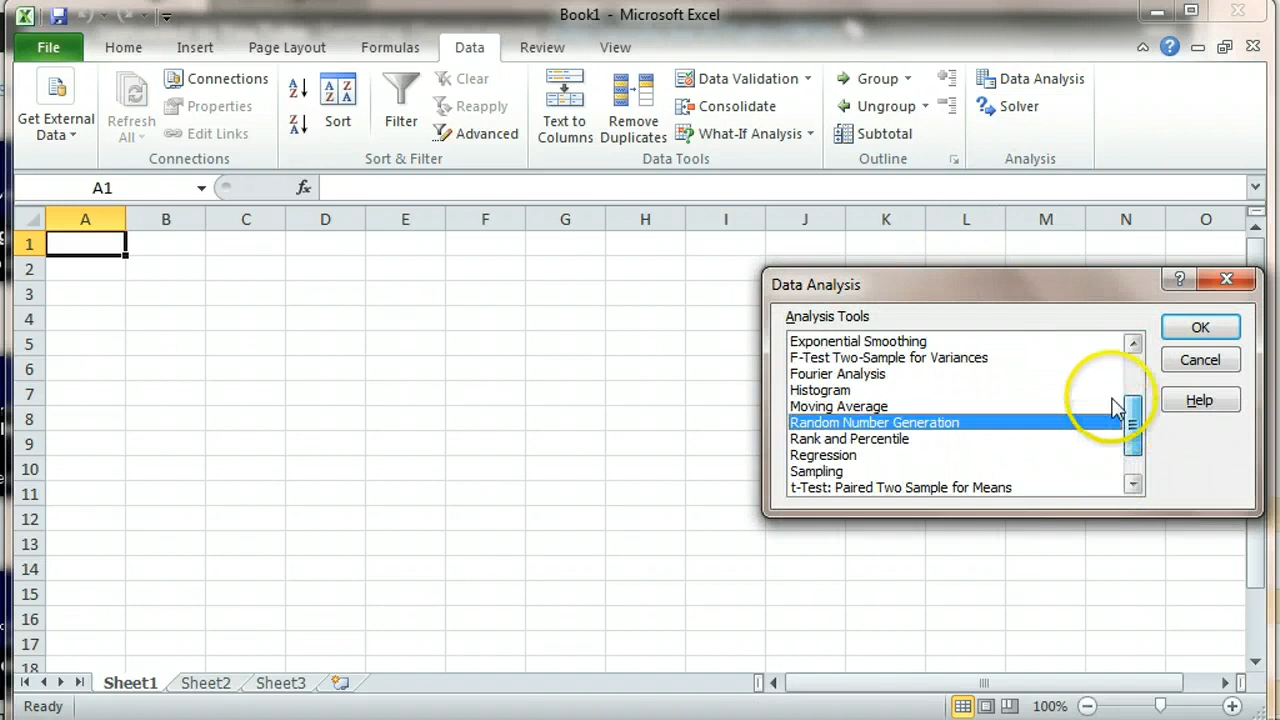 Book1 - Microsoft Excel
File Home Insert Page Layout Formulas Data Review View
Get External Data
Refresh All
Connections
Properties
Edit Links
Connections
Sort
Filter
Clear
Reapply
Advanced
Sort & Filter
Text to Columns
Remove Duplicates
Data Validation
Consolidate
What-If Analysis
Data Tools
Group
Ungroup
Subtotal
Outline
Data Analysis
Solver
Analysis
A1 fx
A B C D E F G H I J K L M N O
1
2
3
4
5
6
7
8
9
10
11
12
13
14
15
16
17
18
Data Analysis
Analysis Tools
Exponential Smoothing
F-Test Two-Sample for Variances
Fourier Analysis
Histogram
Moving Average
Random Number Generation
Rank and Percentile
Regression
Sampling
t-Test: Paired Two Sample for Means
OK
Cancel
Help
Sheet1 Sheet2 Sheet3
Ready 100%